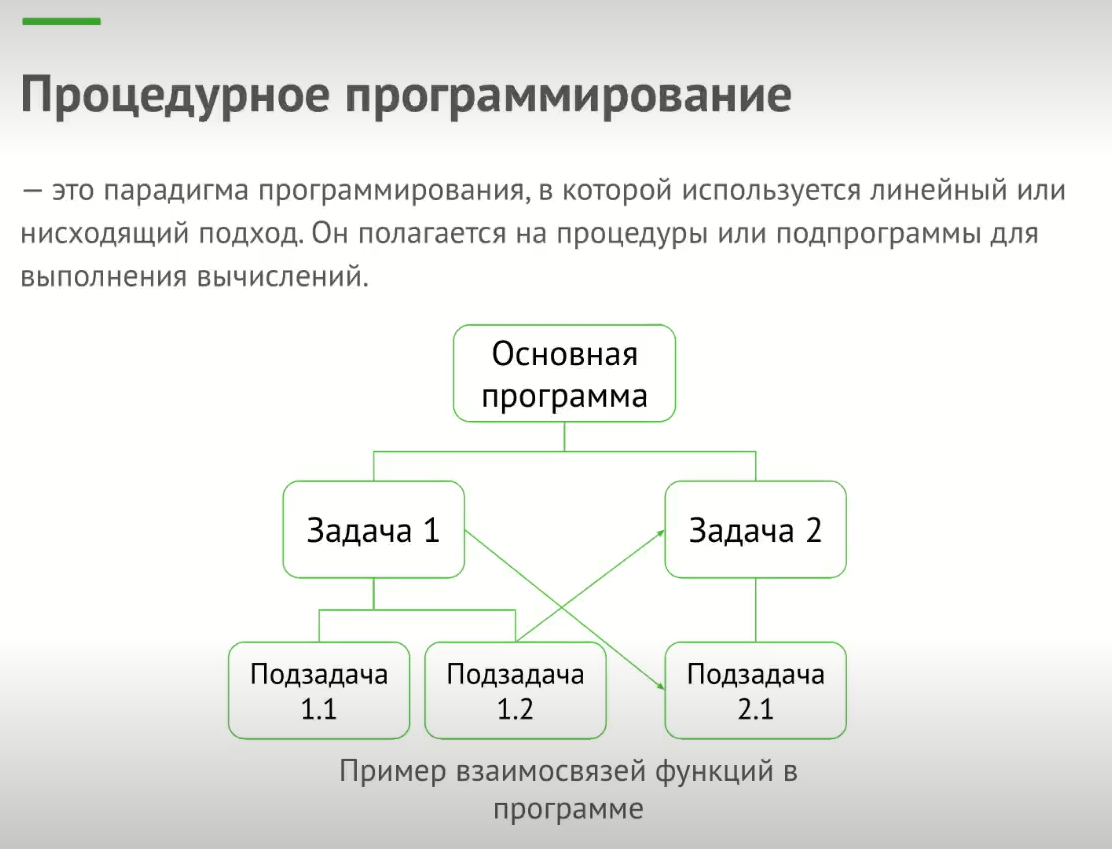 Процедурное программирование
— это парадигма программирования, в которой используется линейный или
нисходящий подход. Он полагается на процедуры или подпрограммы для
выполнения вычислений.
Основная
программа
Задача 1
Задача 2
Подзадача
1.1
Подзадача
1.2
Подзадача
2.1
Пример взаимосвязей функций в
программе